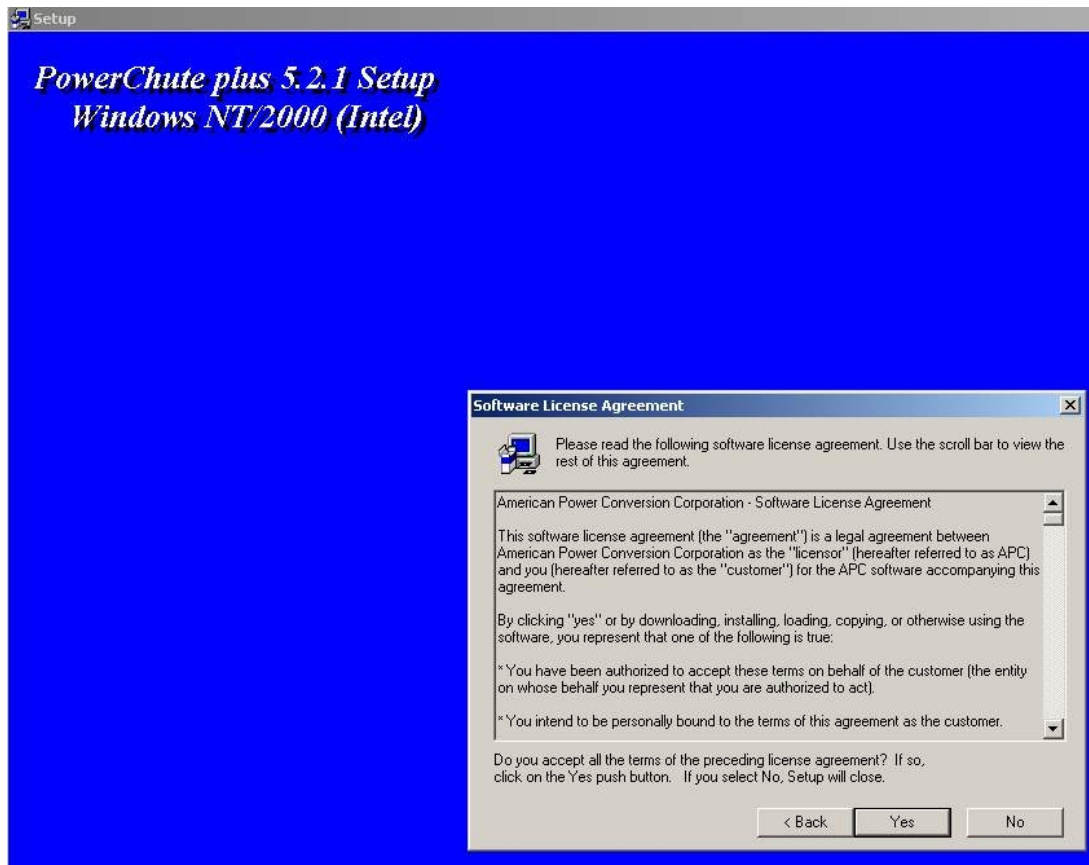 Setup
PowerChute plus 5.2.1 Setup
Windows NT/2000 (Intel)
Software License Agreement
Please read the following software license agreement. Use the scroll bar to view the
rest of this agreement.
American Power Conversion Corporation - Software License Agreement
This software license agreement (the "agreement") is a legal agreement between
American Power Conversion Corporation as the "licensor" (hereafter referred to as APC)
and you (hereafter referred to as the "customer") for the APC software accompanying this
agreement.
By clicking "yes" or by downloading, installing, loading, copying, or otherwise using the
software, you represent that one of the following is true:
* You have been authorized to accept these terms on behalf of the customer (the entity
on whose behalf you represent that you are authorized to act).
* You intend to be personally bound to the terms of this agreement as the customer.
Do you accept all the terms of the preceding license agreement? If so,
click on the Yes push button. If you select No, Setup will close.
< Back
Yes
No